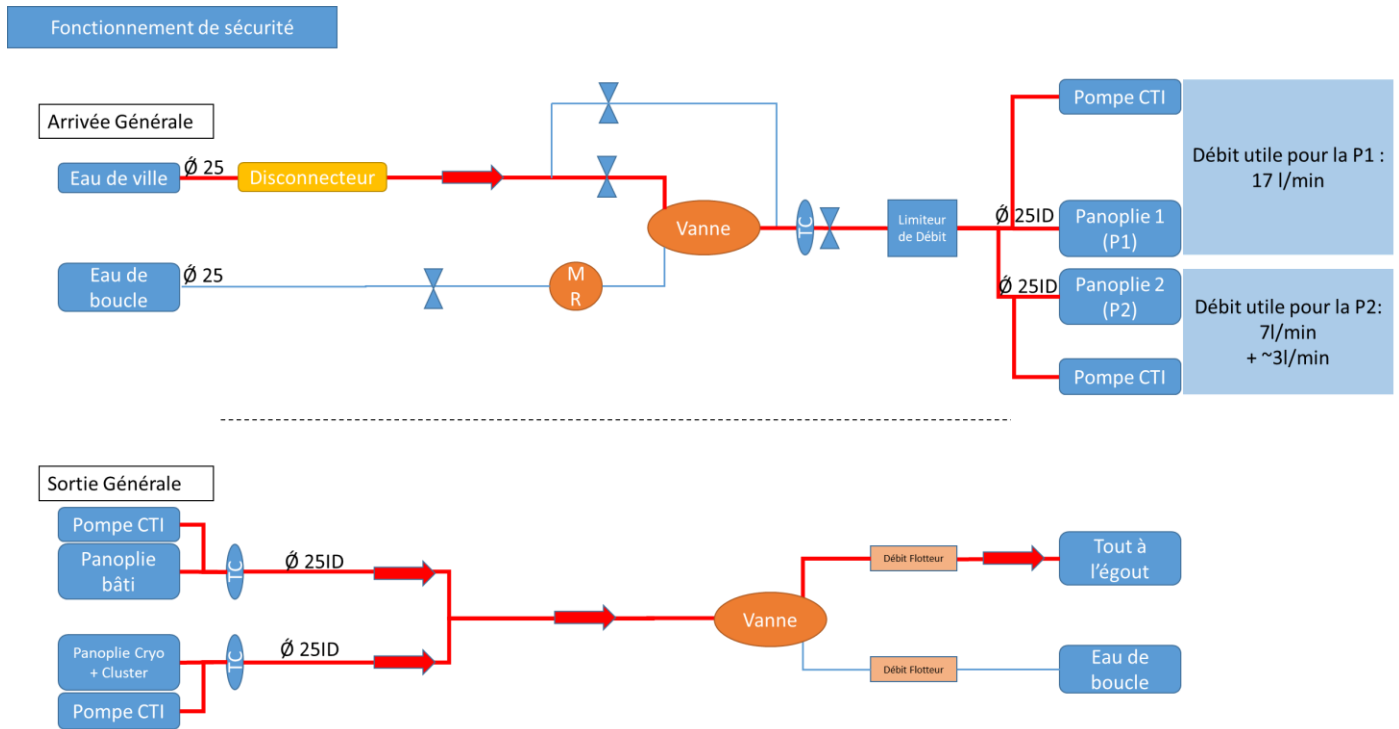 Fonctionnement de sécurité
Arrivée Générale
Eau de ville
Ǿ 25
Disconnecteur
Eau de
boucle
Ǿ 25
M
R
Vanne
TC
Limiteur
de Débit
Pompe CTI
Ǿ 25ID
Panoplie 1
(P1)
Ǿ 25ID
Panoplie 2
(P2)
Pompe CTI
Débit utile pour la P1 :
17 l/min
Débit utile pour la P2:
7l/min
+ ~3l/min
Sortie Générale
Pompe CTI
Panoplie
bâti
TC
Ǿ 25ID
Panoplie Cryo
+ Cluster
Pompe CTI
TC
Ǿ 25ID
Vanne
Débit Flotteur
Tout à
l'égout
Débit Flotteur
Eau de
boucle